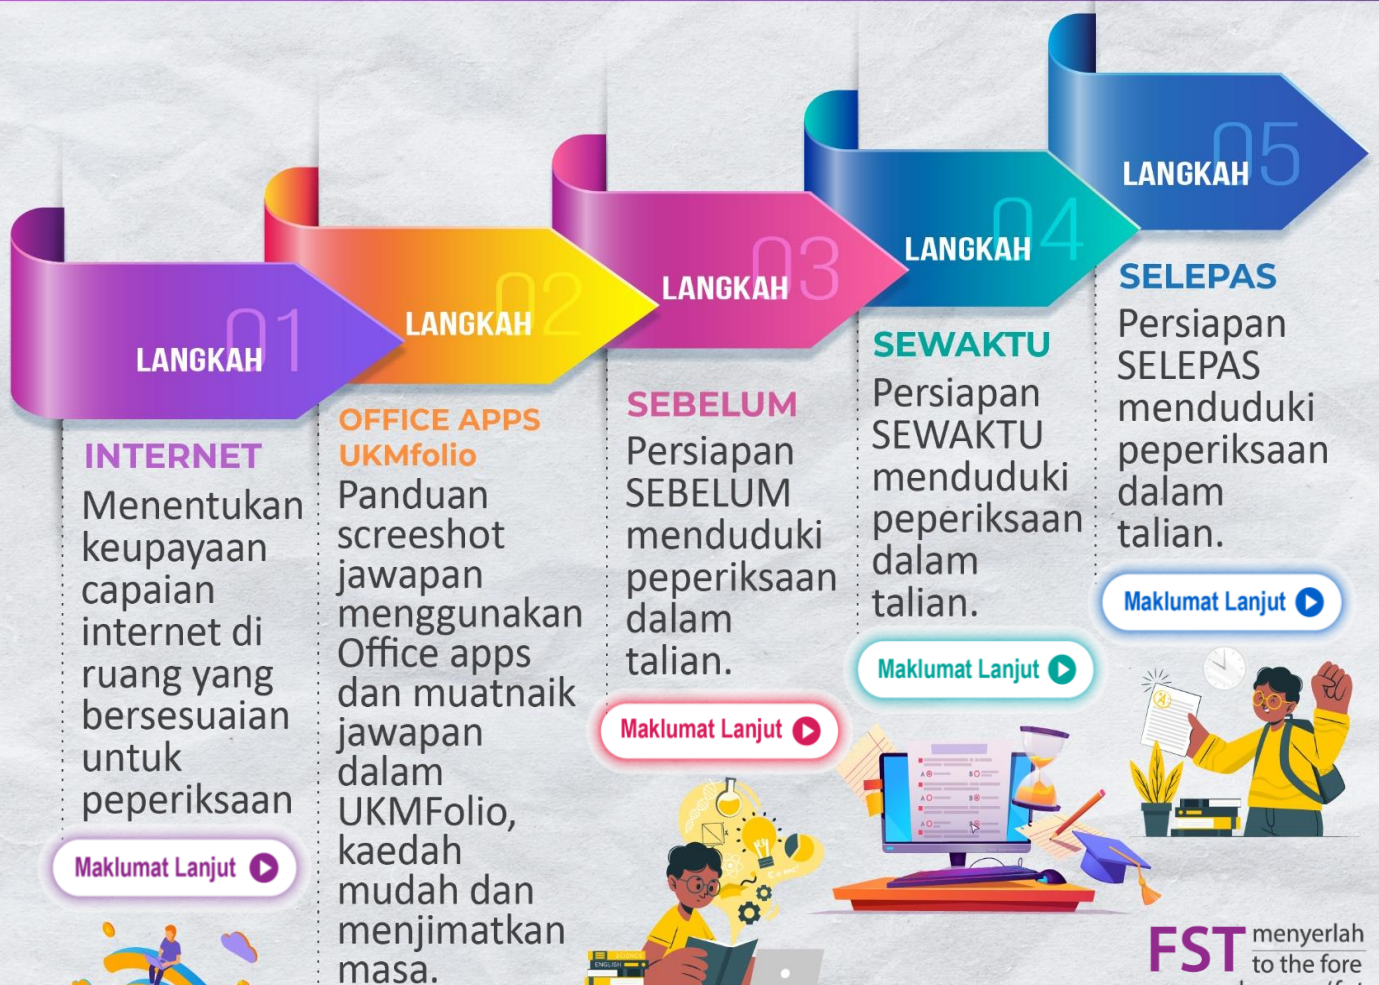 LANGKAH 01
INTERNET
Menentukan
keupayaan
capaian
internet di
ruang yang
bersesuaian
untuk
peperiksaan
Maklumat Lanjut
LANGKAH 02
OFFICE APPS
UKMfolio
Panduan
screeshot
jawapan
menggunakan
Office apps
dan muatnaik
jawapan
dalam
UKMFolio,
kaedah
mudah dan
menjimatkan
masa.
LANGKAH 03
SEBELUM
Persiapan
SEBELUM
menduduki
peperiksaan
dalam
talian.
Maklumat Lanjut
LANGKAH 04
SEWAKTU
Persiapan
SEWAKTU
menduduki
peperiksaan
dalam
talian.
Maklumat Lanjut
LANGKAH 05
SELEPAS
Persiapan
SELEPAS
menduduki
peperiksaan
dalam
talian.
Maklumat Lanjut
A B
A B
A B
SCIENCE
ENGLISH
FST menyerlah
to the fore